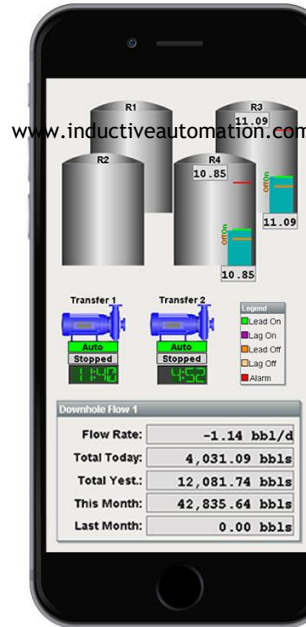 R1
R3
11.09
www.inductiveautomation.com
R2
R4
10.85
On
Off
11.09
On
Off
10.85
Transfer 1
Transfer 2
Auto
Stopped
11:40
Auto
Stopped
4:52
Legend
Lead On
Lag On
Lead Off
Lag Off
Alarm
Downhole Flow 1
Flow Rate: -1.14 bbl/d
Total Today: 4,031.09 bbls
Total Yest.: 12,081.74 bbls
This Month: 42,835.64 bbls
Last Month: 0.00 bbls